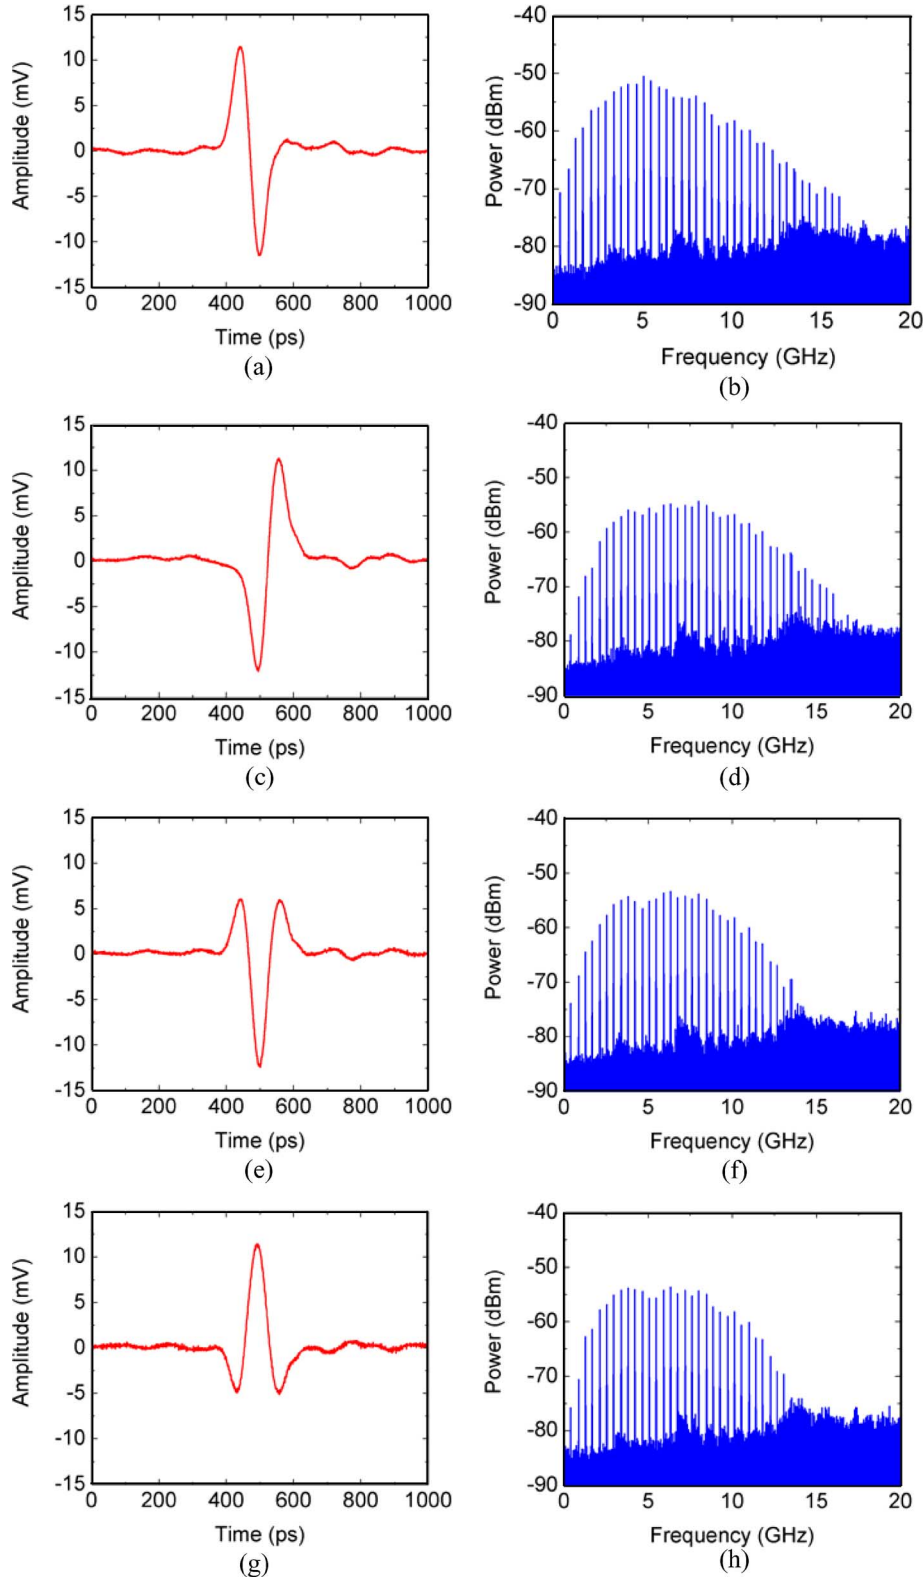 15
10
5
0
-5
-10
-15
Amplitude (mV)
0 200 400 600 800 1000
Time (ps)
(a)
-40
-50
-60
-70
-80
-90
Power (dBm)
0 5 10 15 20
Frequency (GHz)
(b)
15
10
5
0
-5
-10
-15
Amplitude (mV)
0 200 400 600 800 1000
Time (ps)
(c)
-40
-50
-60
-70
-80
-90
Power (dBm)
0 5 10 15 20
Frequency (GHz)
(d)
15
10
5
0
-5
-10
-15
Amplitude (mV)
0 200 400 600 800 1000
Time (ps)
(e)
-40
-50
-60
-70
-80
-90
Power (dBm)
0 5 10 15 20
Frequency (GHz)
(f)
15
10
5
0
-5
-10
-15
Amplitude (mV)
0 200 400 600 800 1000
Time (ps)
(g)
-40
-50
-60
-70
-80
-90
Power (dBm)
0 5 10 15 20
Frequency (GHz)
(h)